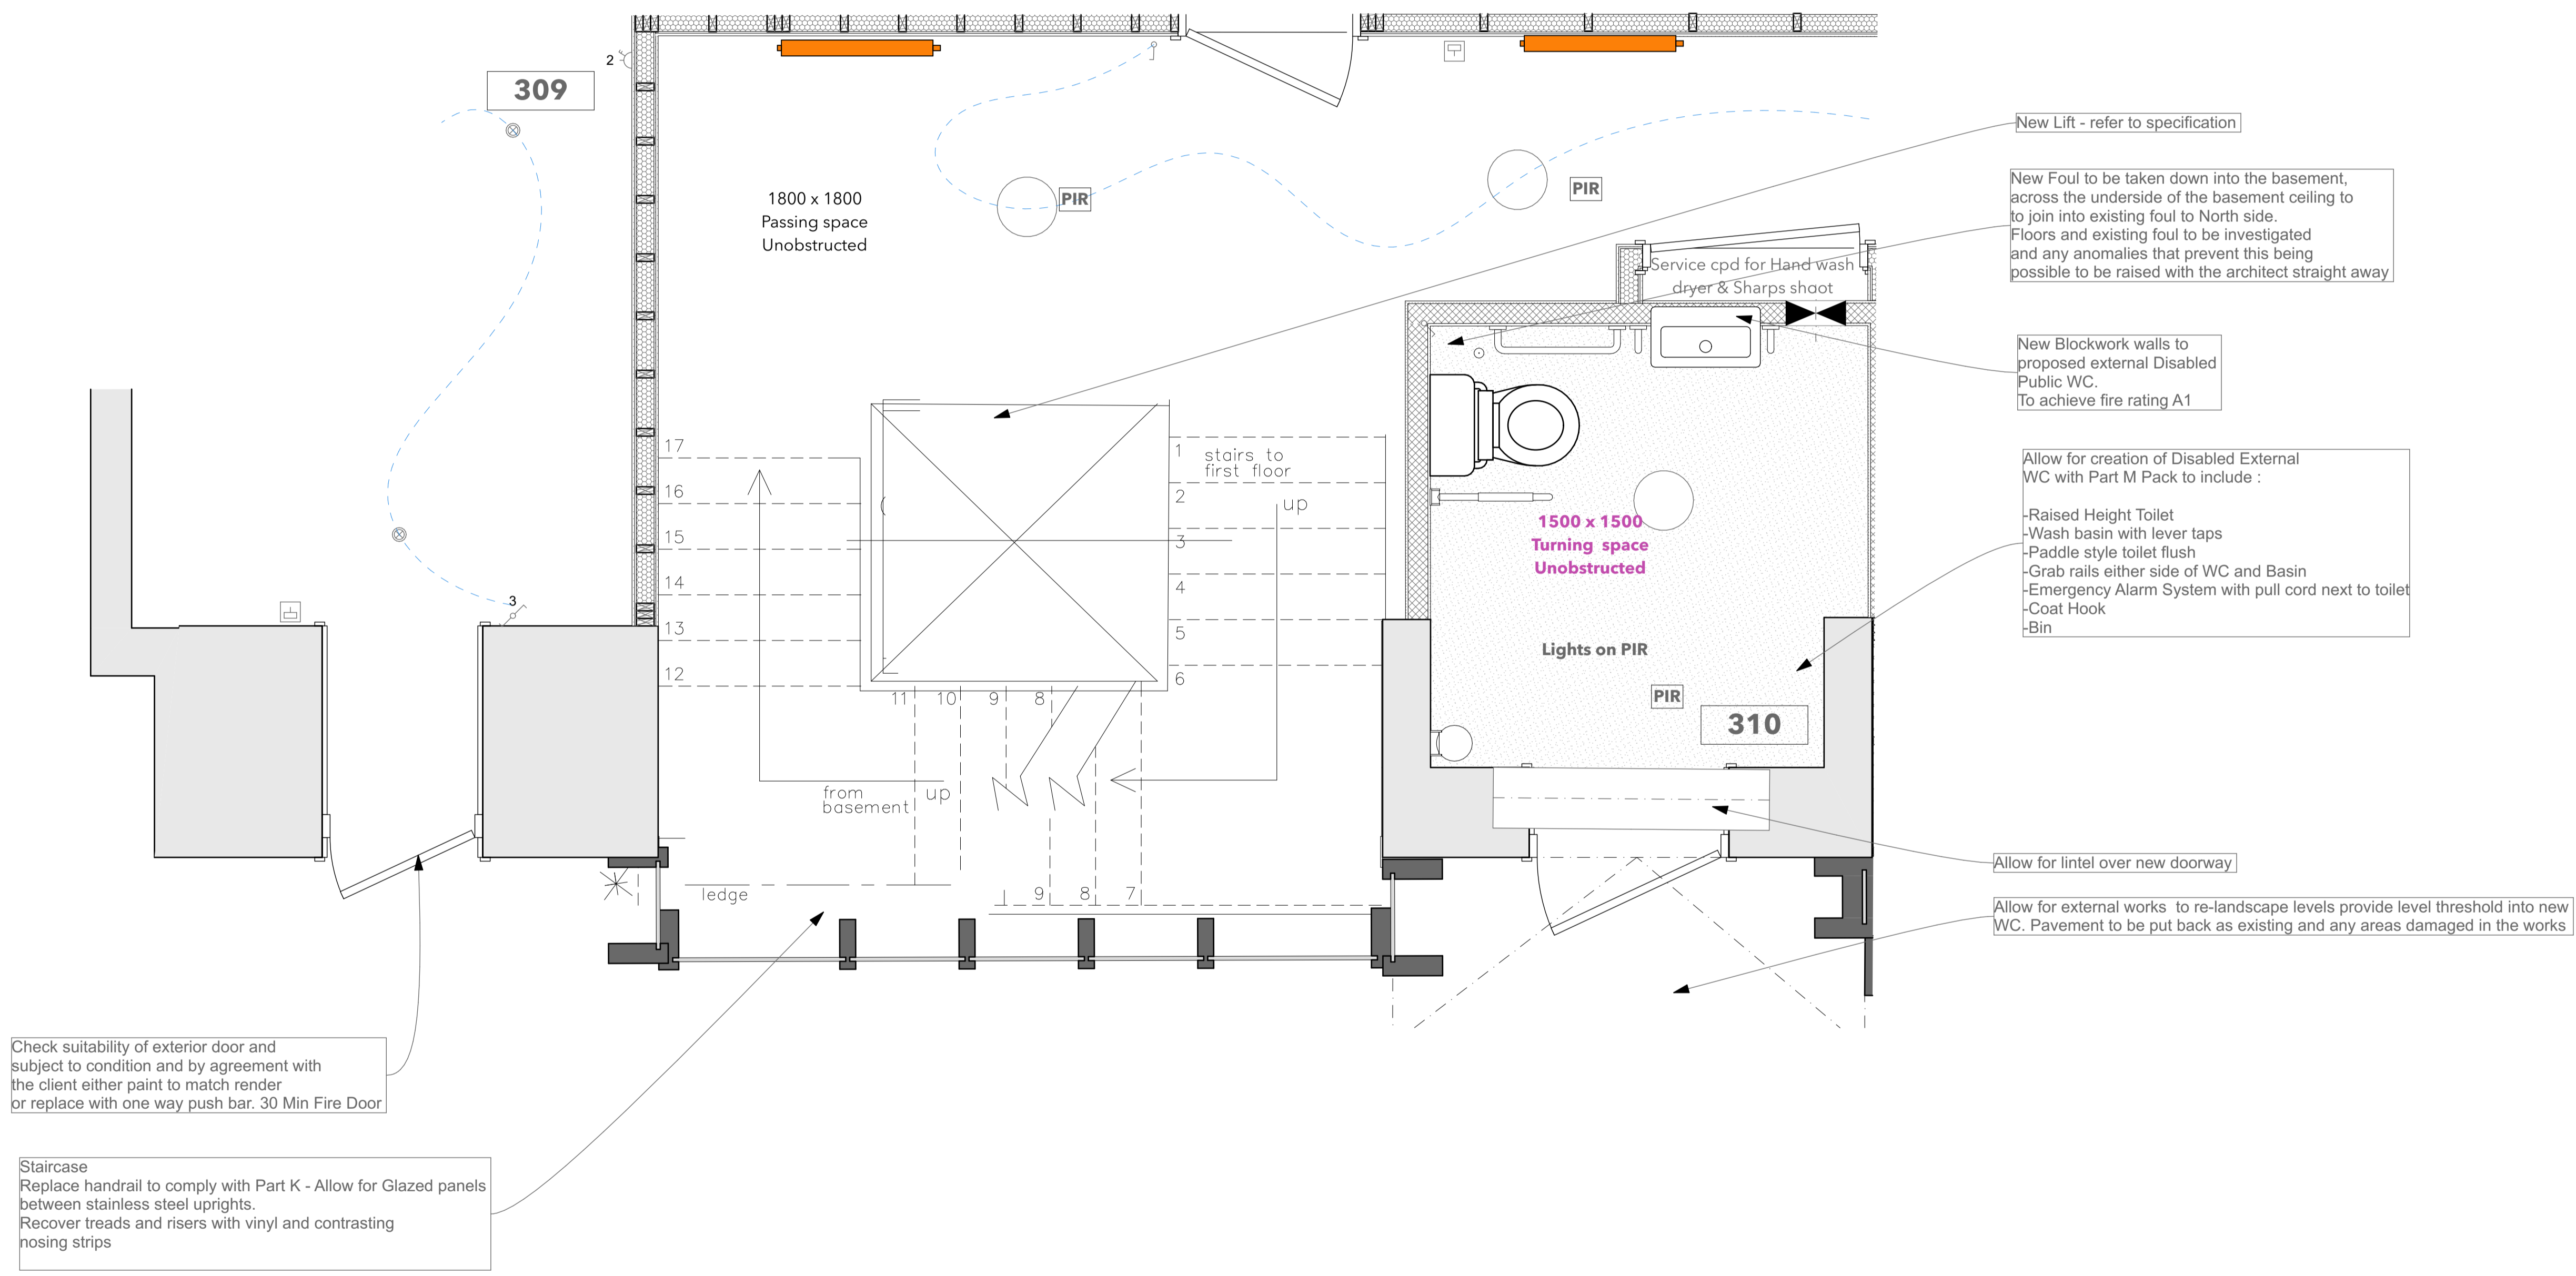 2
309
1800 x 1800
Passing space
Unobstructed
PIR
PIR
New Lift - refer to specification
New Foul to be taken down into the basement,
across the underside of the basement ceiling to
to join into existing foul to North side.
Floors and existing foul to be investigated
and any anomalies that prevent this being
possible to be raised with the architect straight away
Service cpd for Hand wash
dryer & Sharps shoot
New Blockwork walls to
proposed external Disabled
Public WC.
To achieve fire rating A1
Allow for creation of Disabled External
WC with Part M Pack to include :
-Raised Height Toilet
-Wash basin with lever taps
-Paddle style toilet flush
-Grab rails either side of WC and Basin
-Emergency Alarm System with pull cord next to toilet
-Coat Hook
-Bin
17
16
15
14
13
12
1
2
3
4
5
6
stairs to
first floor
up
1500 x 1500
Turning space
Unobstructed
Lights on PIR
PIR
310
3
11
10
9
8
from
basement
up
ledge
9
8
7
Allow for lintel over new doorway
Allow for external works to re-landscape levels provide level threshold into new
WC. Pavement to be put back as existing and any areas damaged in the works
Check suitability of exterior door and
subject to condition and by agreement with
the client either paint to match render
or replace with one way push bar. 30 Min Fire Door
Staircase
Replace handrail to comply with Part K - Allow for Glazed panels
between stainless steel uprights.
Recover treads and risers with vinyl and contrasting
nosing strips